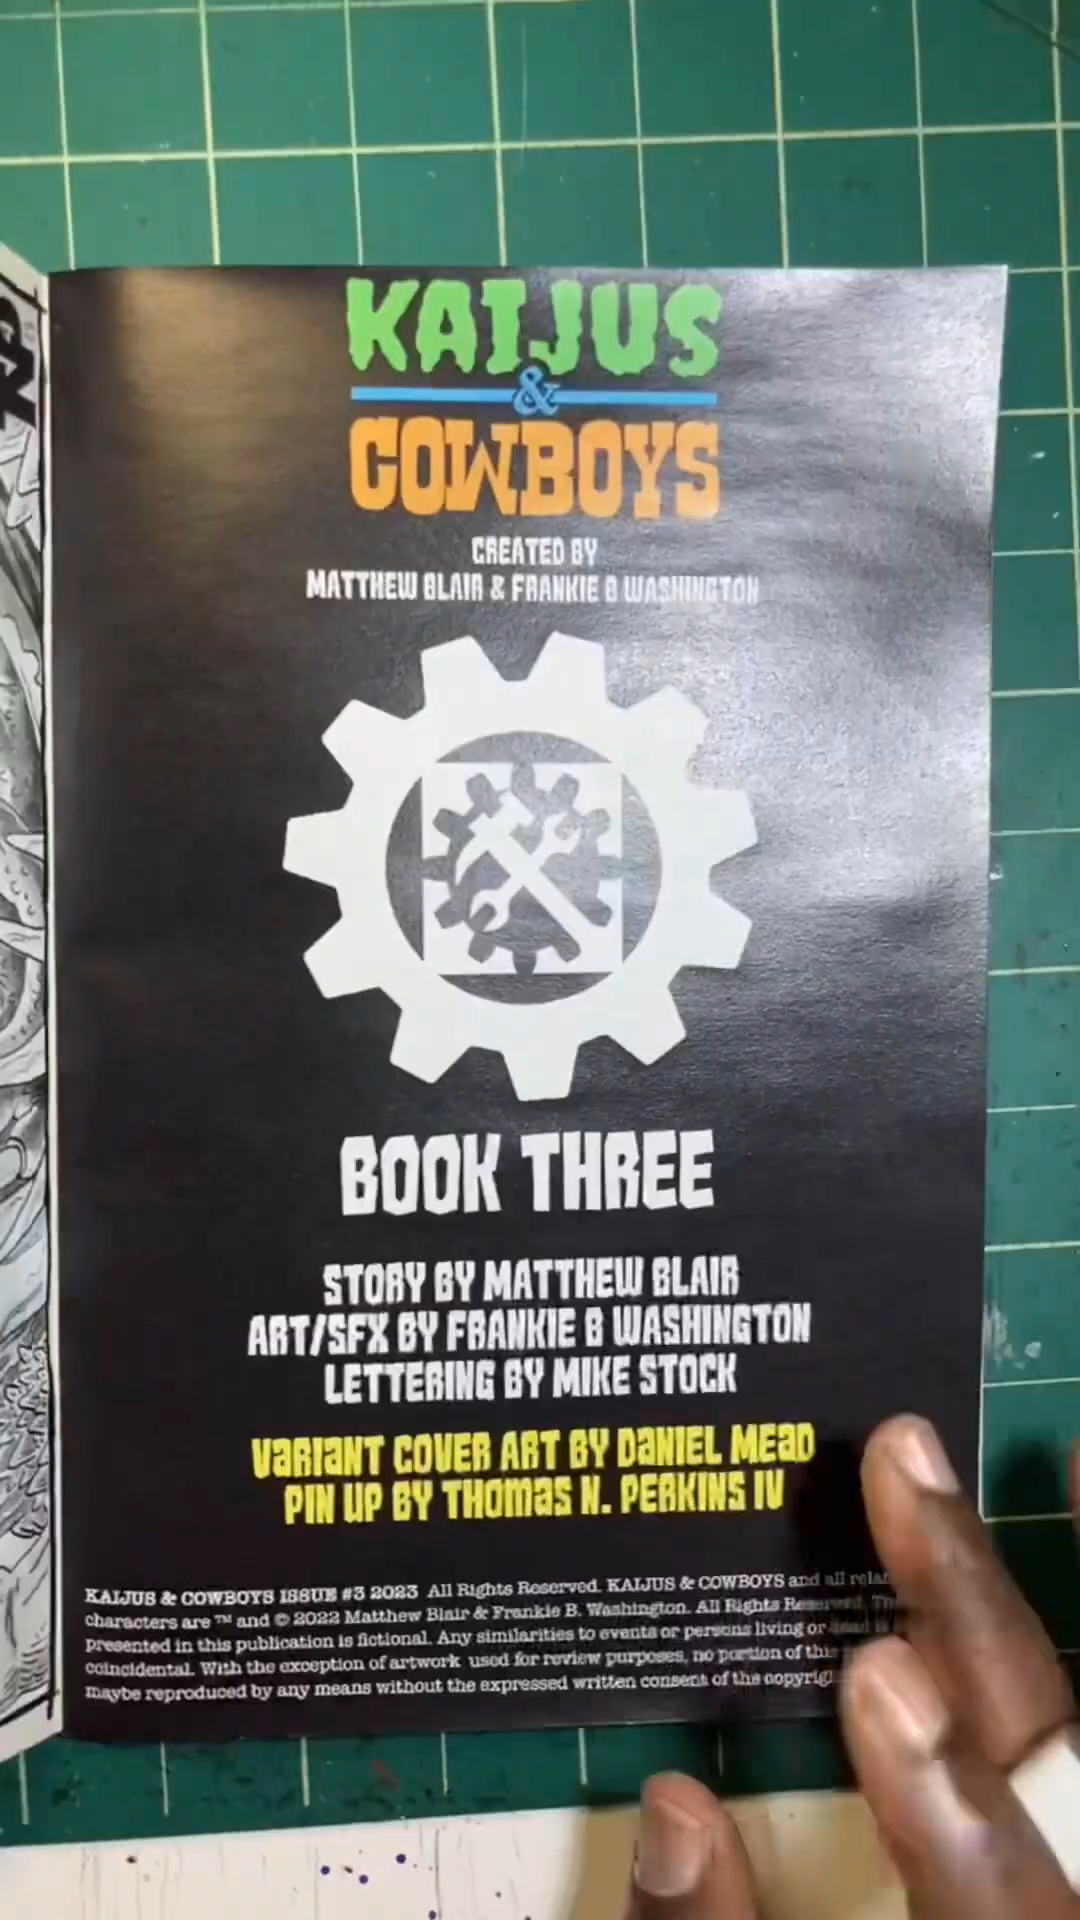 KAIJUS
&
COWBOYS
CREATED BY
MATTHEW BLAIR & FRANKIE B WASHINGTON
BOOK THREE
STORY BY MATTHEW BLAIR
ART/SFX BY FRANKIE B WASHINGTON
LETTERING BY MIKE STOCK
VARIANT COVER ART BY DANIEL MEAD
PIN UP BY THOMAS N. PERKINS IV
KAIJUS & COWBOYS ISSUE #3 2023 All Rights Reserved. KAIJUS & COWBOYS and all
characters are ™ and © 2022 Matthew Blair & Frankie B. Washington. All Rights Reserved.
presented in this publication is fictional. Any similarities to events or persons living or dead is
coincidental. With the exception of artwork used for review purposes, no portion of this
maybe reproduced by any means without the expressed written consent of the